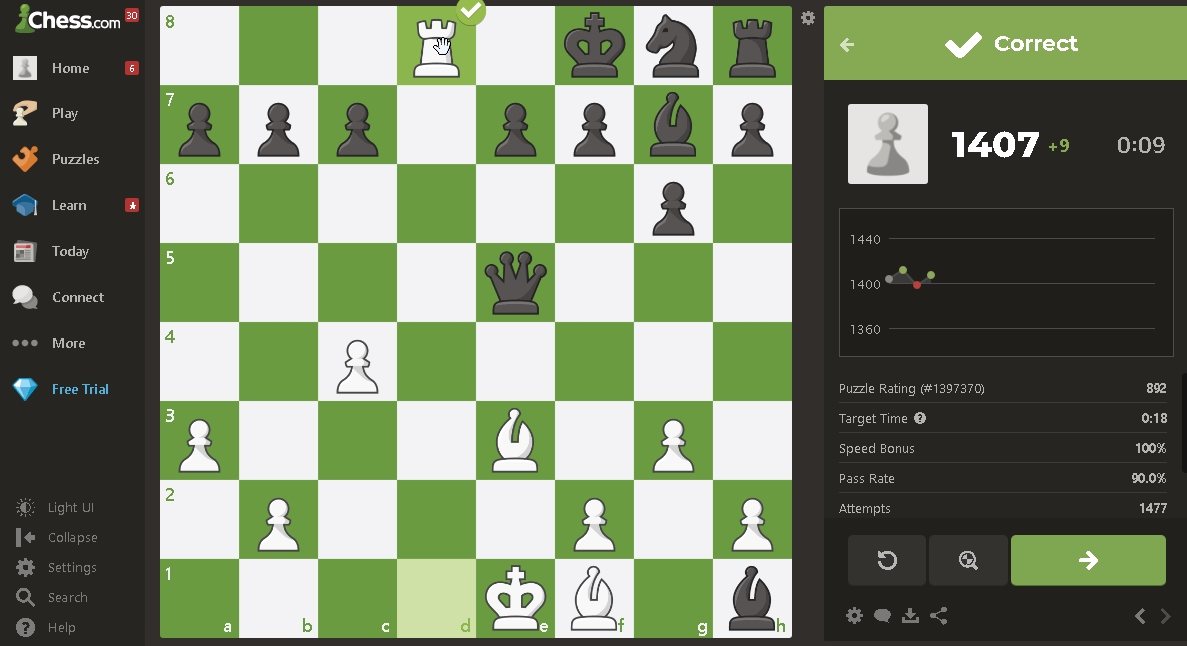 Chess.com 30
Home 6
Play
Puzzles
Learn
Today
Connect
More
Free Trial
Light UI
Collapse
Settings
Search
Help
8
7
6
5
4
3
2
1
a b c d e f g h
Correct
1407 +9 0:09
1440
1400
1360
Puzzle Rating (#1397370) 892
Target Time ? 0:18
Speed Bonus 100%
Pass Rate 90.0%
Attempts 1477